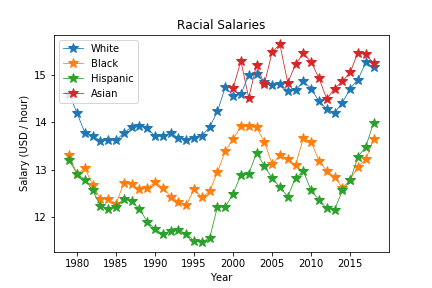 Racial Salaries
White
Black
Hispanic
Asian
15
14
13
12
Salary (USD / hour)
1980 1985 1990 1995 2000 2005 2010 2015
Year